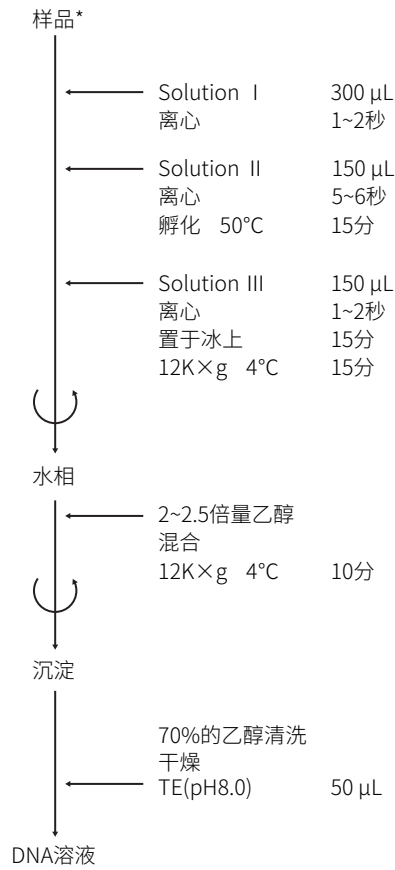 样品*
Solution Ⅰ 300 μL
离心 1~2秒
Solution Ⅱ 150 μL
离心 5~6秒
孵化 50°C 15分
Solution Ⅲ 150 μL
离心 1~2秒
置于冰上 15分
12K×g 4°C 15分
水相
2~2.5倍量乙醇
混合
12K×g 4°C 10分
沉淀
70%的乙醇清洗
干燥
TE(pH8.0) 50 μL
DNA溶液